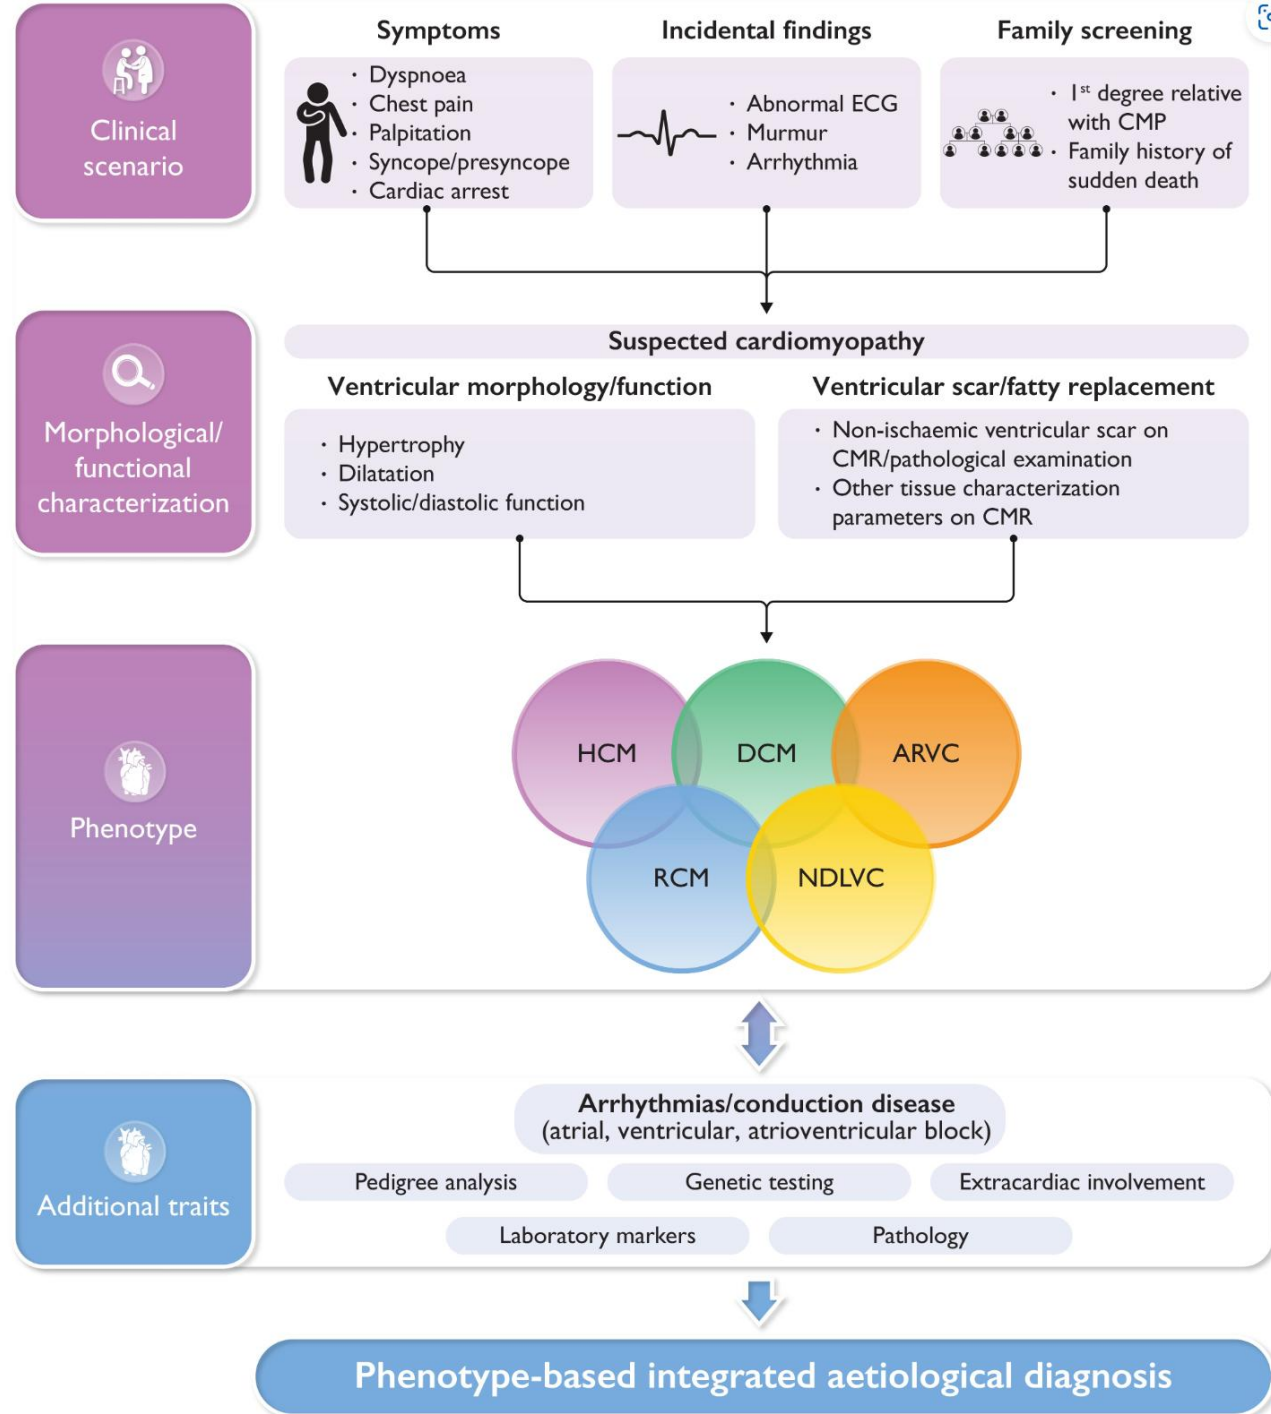 Clinical
scenario
Symptoms
· Dyspnoea
· Chest pain
· Palpitation
· Syncope/presyncope
· Cardiac arrest
Incidental findings
· Abnormal ECG
· Murmur
· Arrhythmia
Family screening
· 1st degree relative
with CMP
· Family history of
sudden death
Morphological/
functional
characterization
Suspected cardiomyopathy
Ventricular morphology/function
· Hypertrophy
· Dilatation
· Systolic/diastolic function
Ventricular scar/fatty replacement
· Non-ischaemic ventricular scar on
CMR/pathological examination
· Other tissue characterization
parameters on CMR
Phenotype
HCM
DCM
ARVC
RCM
NDLVC
Additional traits
Arrhythmias/conduction disease
(atrial, ventricular, atrioventricular block)
Pedigree analysis
Genetic testing
Extracardiac involvement
Laboratory markers
Pathology
Phenotype-based integrated aetiological diagnosis